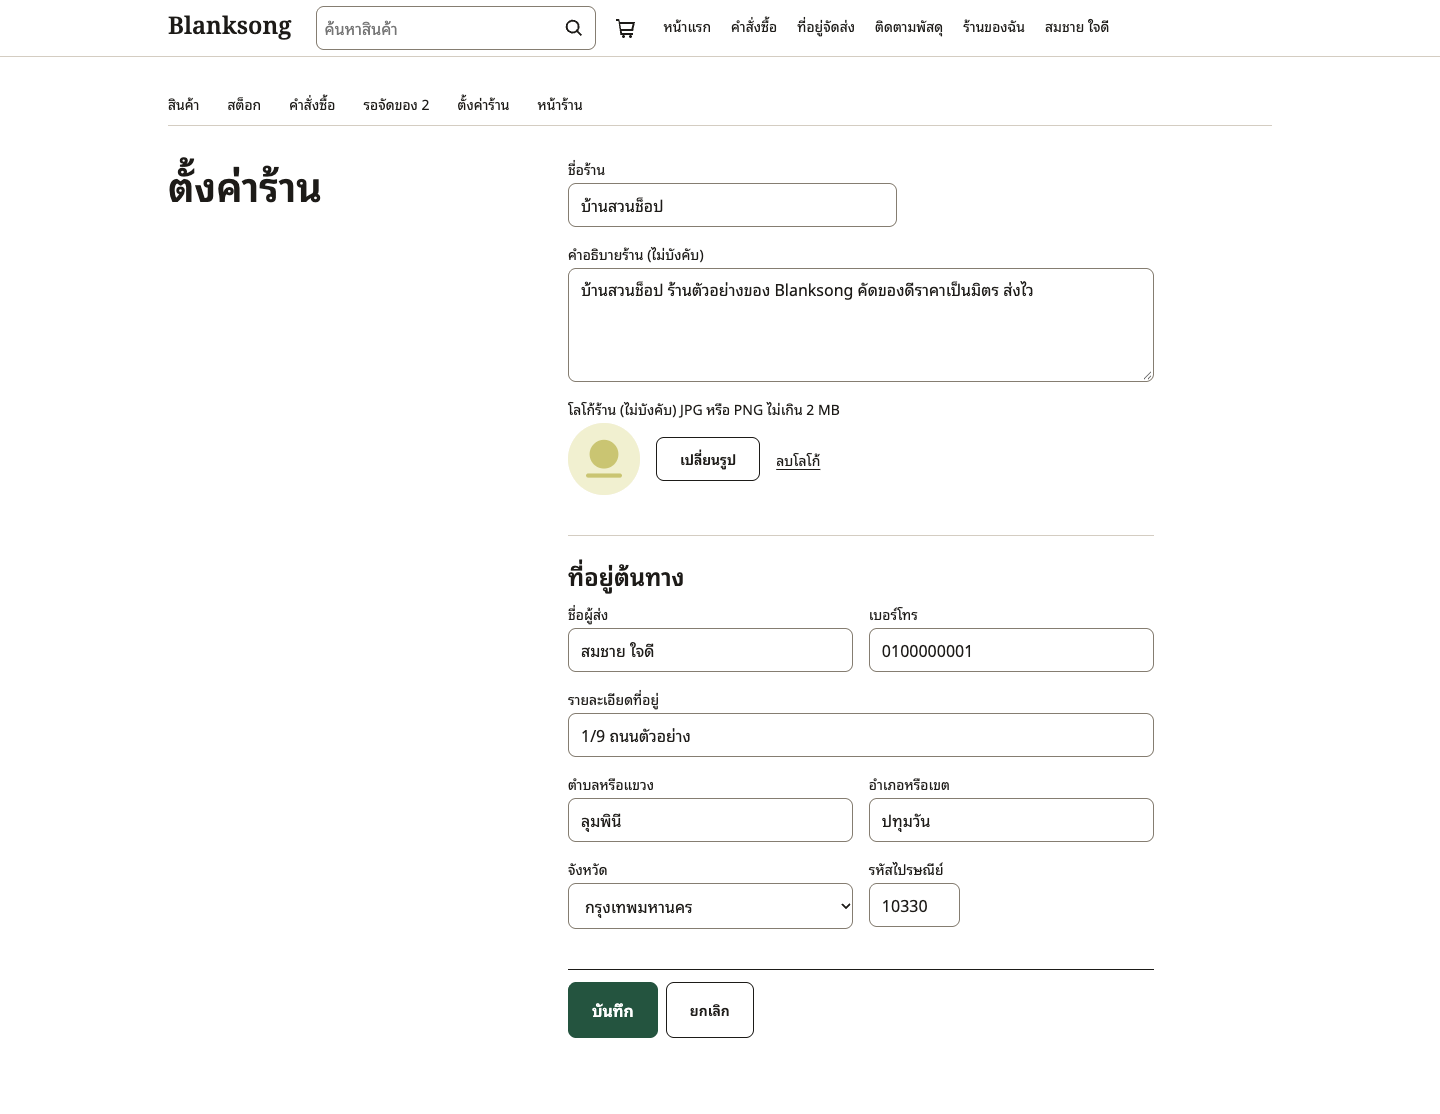 Blanksong
ค้นหาสินค้า
หน้าแรก คำสั่งซื้อ ที่อยู่จัดส่ง ติดตามพัสดุ ร้านของฉัน สมชาย ใจดี
สินค้า สต็อก คำสั่งซื้อ รอจัดของ 2 ตั้งค่าร้าน หน้าร้าน
ตั้งค่าร้าน
ชื่อร้าน
บ้านสวนช็อป
คำอธิบายร้าน (ไม่บังคับ)
บ้านสวนช็อป ร้านตัวอย่างของ Blanksong คัดของดีราคาเป็นมิตร ส่งไว
โลโก้ร้าน (ไม่บังคับ) JPG หรือ PNG ไม่เกิน 2 MB
เปลี่ยนรูป ลบโลโก้
ที่อยู่ต้นทาง
ชื่อผู้ส่ง เบอร์โทร
สมชาย ใจดี 0100000001
รายละเอียดที่อยู่
1/9 ถนนตัวอย่าง
ตำบลหรือแขวง อำเภอหรือเขต
ลุมพินี ปทุมวัน
จังหวัด รหัสไปรษณีย์
กรุงเทพมหานคร 10330
บันทึก ยกเลิก